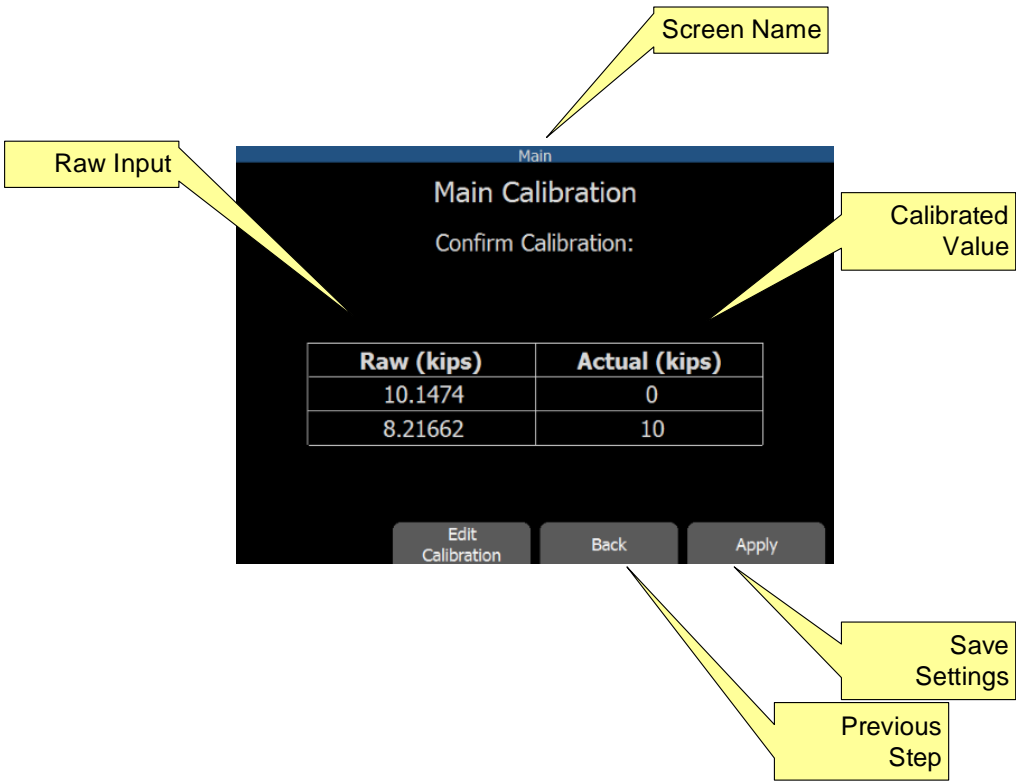 Screen Name
Raw Input
Main
Main Calibration
Calibrated
Value
Confirm Calibration:
Raw (kips) Actual (kips)
10.1474 0
8.21662 10
Edit
Calibration
Back
Apply
Save
Settings
Previous
Step